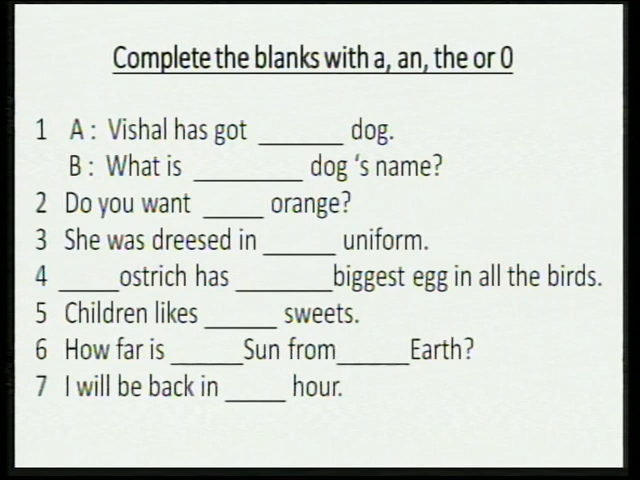 Complete the blanks with a, an, the or 0
1 A : Vishal has got _______ dog.
B : What is _________ dog ‘s name?
2 Do you want _____ orange?
3 She was dreesed in ______ uniform.
4 _____ostrich has ________biggest egg in all the birds.
5 Children likes ______ sweets.
6 How far is ______Sun from______Earth?
7 I will be back in _____ hour.